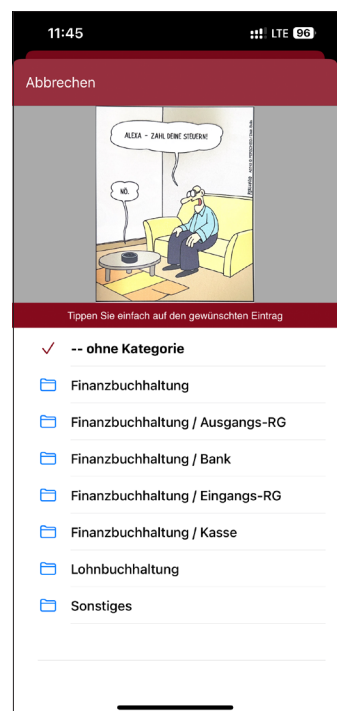 11:45
LTE 96
Abbrechen
ALEXA - ZAHL DEINE STEUERN!
NÖ.
Tippen Sie einfach auf den gewünschten Eintrag
-- ohne Kategorie
Finanzbuchhaltung
Finanzbuchhaltung / Ausgangs-RG
Finanzbuchhaltung / Bank
Finanzbuchhaltung / Eingangs-RG
Finanzbuchhaltung / Kasse
Lohnbuchhaltung
Sonstiges